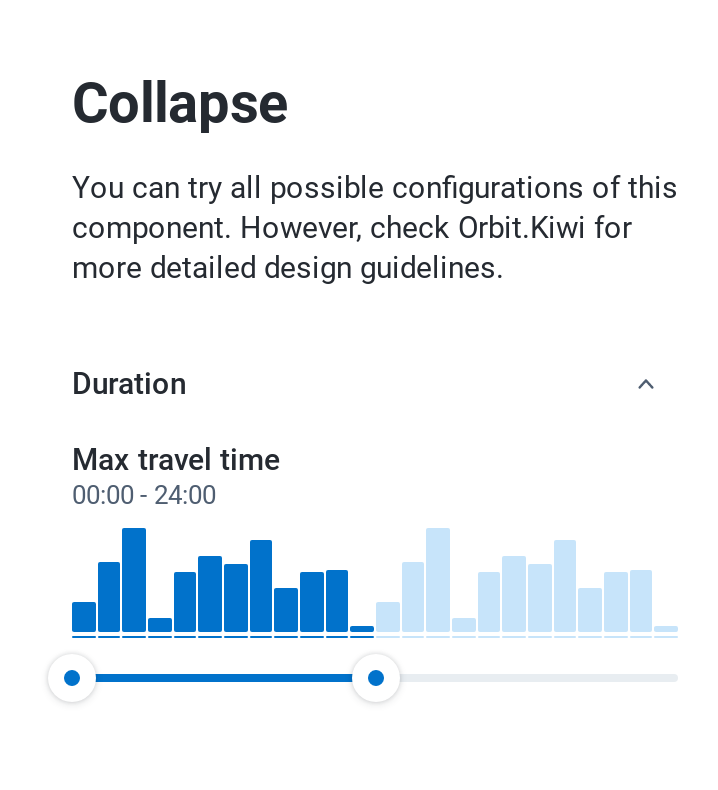 Collapse
You can try all possible configurations of this
component. However, check Orbit.Kiwi for
more detailed design guidelines.
Duration
Max travel time
00:00 - 24:00